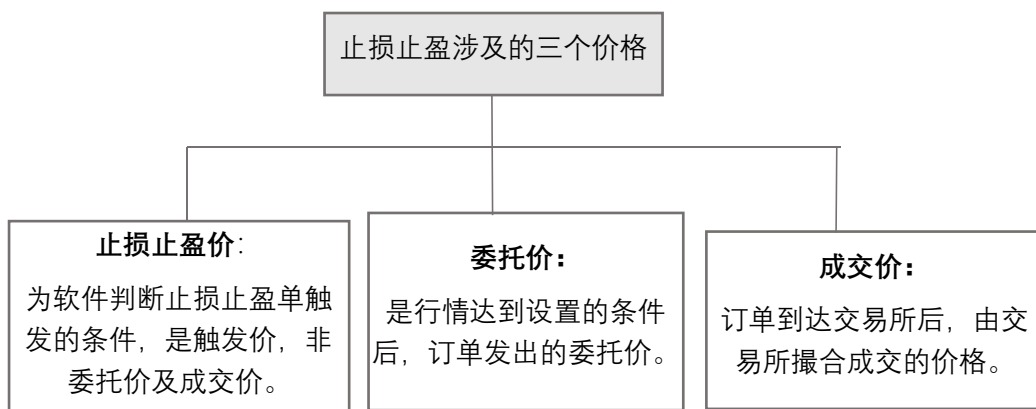 止损止盈涉及的三个价格
止损止盈价:
为软件判断止损止盈单触
发的条件，是触发价，非
委托价及成交价。
委托价：
是行情达到设置的条件
后，订单发出的委托价。
成交价：
订单到达交易所后，由交
易所撮合成交的价格。